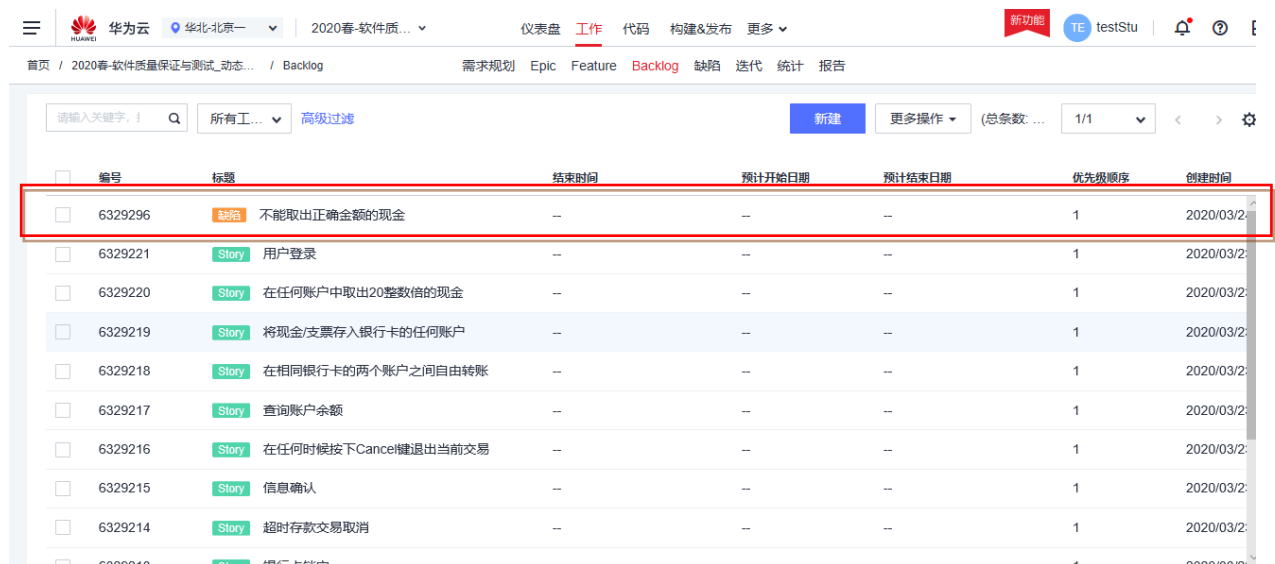 HUAWEI 华为云 华北-北京一 2020春-软件质... 仪表盘 工作 代码 构建&发布 更多 新功能 TE testStu
首页 / 2020春-软件质量保证与测试_动态... / Backlog 需求规划 Epic Feature Backlog 缺陷 迭代 统计 报告
请输入关键字, 所有工... 高级过滤 新建 更多操作 (总条数: ... 1/1
编号 标题 结束时间 预计开始日期 预计结束日期 优先级顺序 创建时间
6329296 缺陷 不能取出正确金额的现金 -- -- -- 1 2020/03/24
6329221 Story 用户登录 -- -- -- 1 2020/03/2
6329220 Story 在任何账户中取出20整数倍的现金 -- -- -- 1 2020/03/2
6329219 Story 将现金/支票存入银行卡的任何账户 -- -- -- 1 2020/03/2
6329218 Story 在相同银行卡的两个账户之间自由转账 -- -- -- 1 2020/03/2
6329217 Story 查询账户余额 -- -- -- 1 2020/03/2
6329216 Story 在任何时候按下Cancel键退出当前交易 -- -- -- 1 2020/03/2
6329215 Story 信息确认 -- -- -- 1 2020/03/2
6329214 Story 超时存款交易取消 -- -- -- 1 2020/03/2